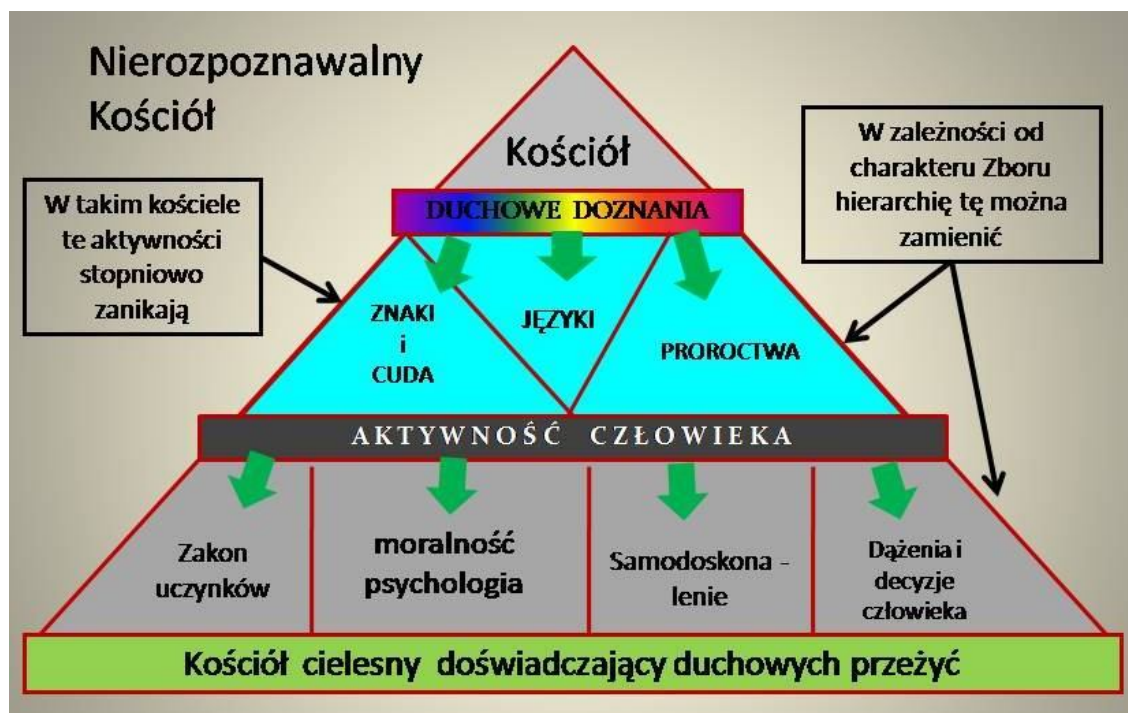 Nierozpoznawalny
Kościół
Kościół
W zależności od
charakteru Zboru
hierarchię tę można
zamienić
W takim kościele
te aktywności
stopniowo
zanikają
DUCHOWE DOZNANIA
ZNAKI
i
CUDA
JĘZYKI
PROROCTWA
AKTYWNOŚĆ CZŁOWIEKA
Zakon
uczynków
moralność
psychologia
Samodoskona -
lenie
Dążenia i
decyzje
człowieka
Kościół cielesny doświadczający duchowych przeżyć